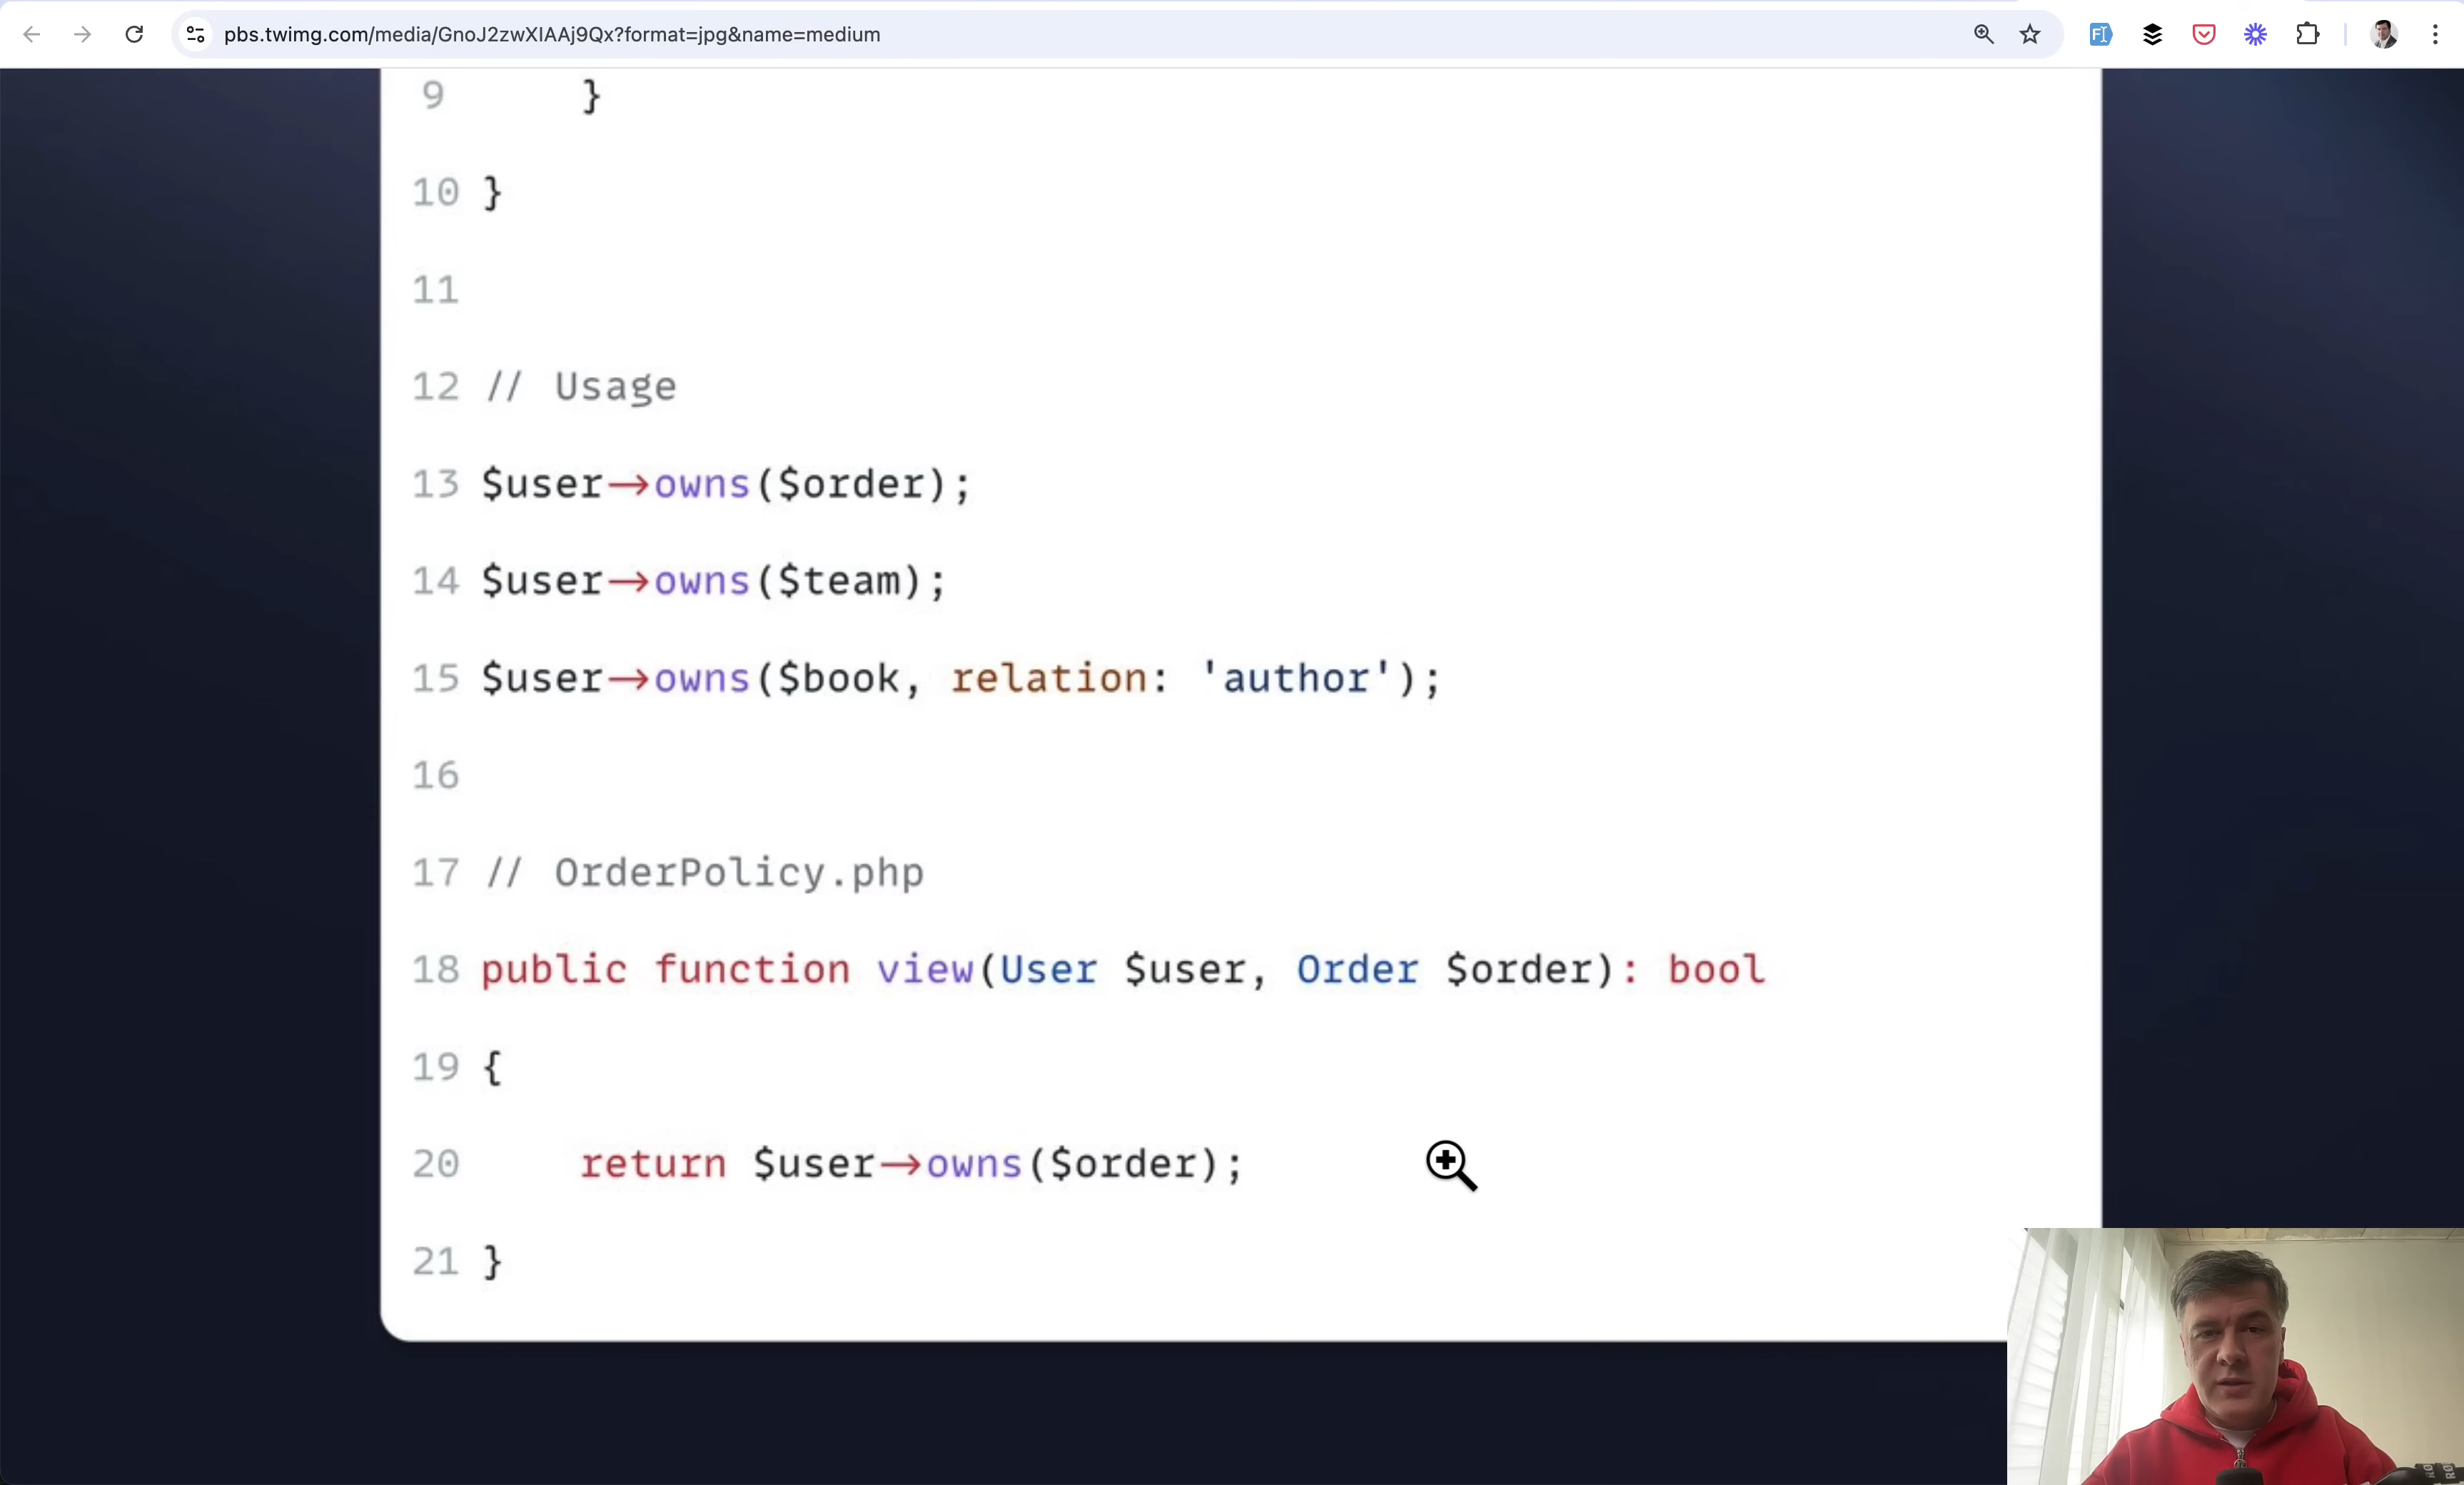 pbs.twimg.com/media/GnoJ2zwXIAAj9Qx?format=jpg&name=medium
9     }
10 }
11
12 // Usage
13 $user->owns($order);
14 $user->owns($team);
15 $user->owns($book, relation: 'author');
16
17 // OrderPolicy.php
18 public function view(User $user, Order $order): bool
19 {
20     return $user->owns($order);
21 }